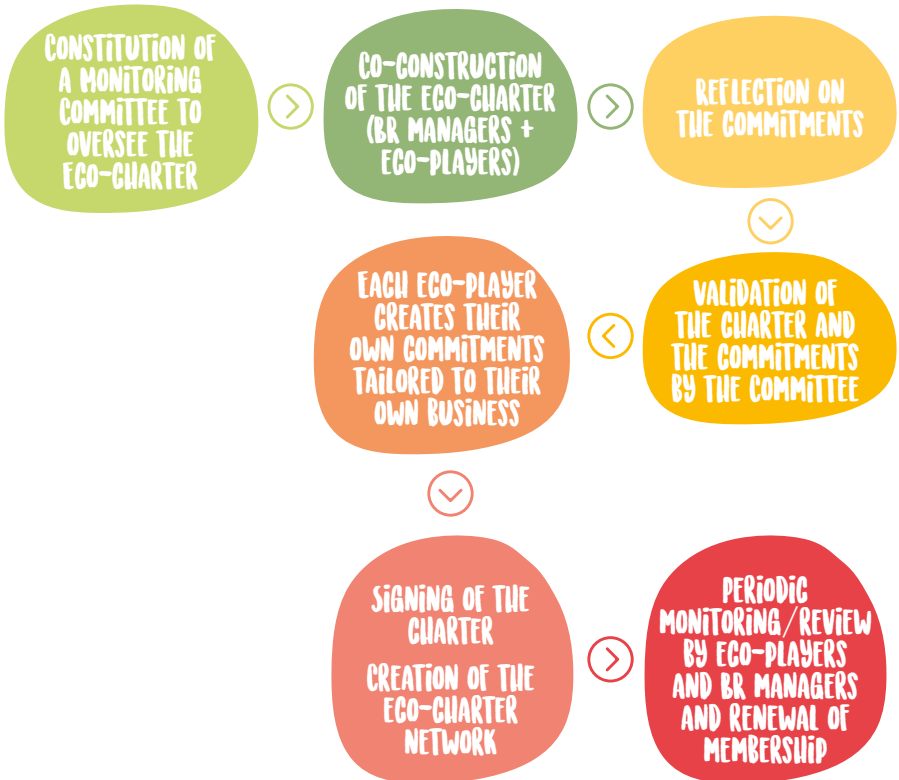 CONSTITUTION OF
A MONITORING
COMMITTEE TO
OVERSEE THE
ECO-CHARTER
CO-CONSTRUCTION
OF THE ECO-CHARTER
(BR MANAGERS +
ECO-PLAYERS)
REFLECTION ON
THE COMMITMENTS
VALIDATION OF
THE CHARTER AND
THE COMMITMENTS
BY THE COMMITTEE
EACH ECO-PLAYER
CREATES THEIR
OWN COMMITMENTS
TAILORED TO THEIR
OWN BUSINESS
SIGNING OF THE
CHARTER
CREATION OF THE
ECO-CHARTER
NETWORK
PERIODIC
MONITORING/REVIEW
BY ECO-PLAYERS
AND BR MANAGERS
AND RENEWAL OF
MEMBERSHIP